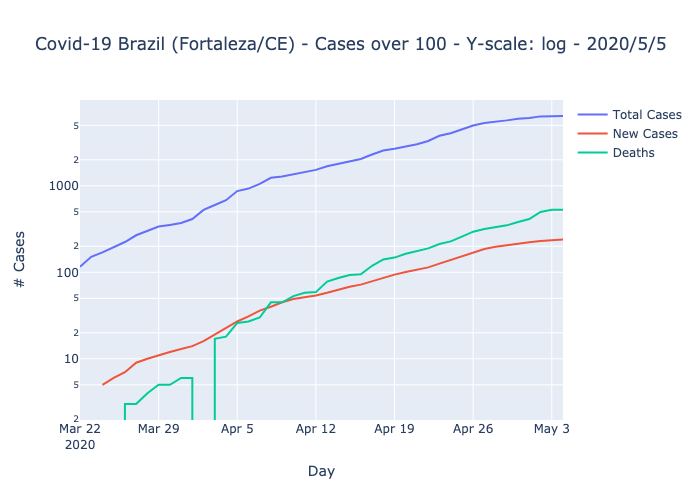 Covid-19 Brazil (Fortaleza/CE) - Cases over 100 - Y-scale: log - 2020/5/5
Total Cases
New Cases
Deaths
5
2
1000
5
2
100
5
2
10
5
2
# Cases
Mar 22 Mar 29 Apr 5 Apr 12 Apr 19 Apr 26 May 3
2020
Day